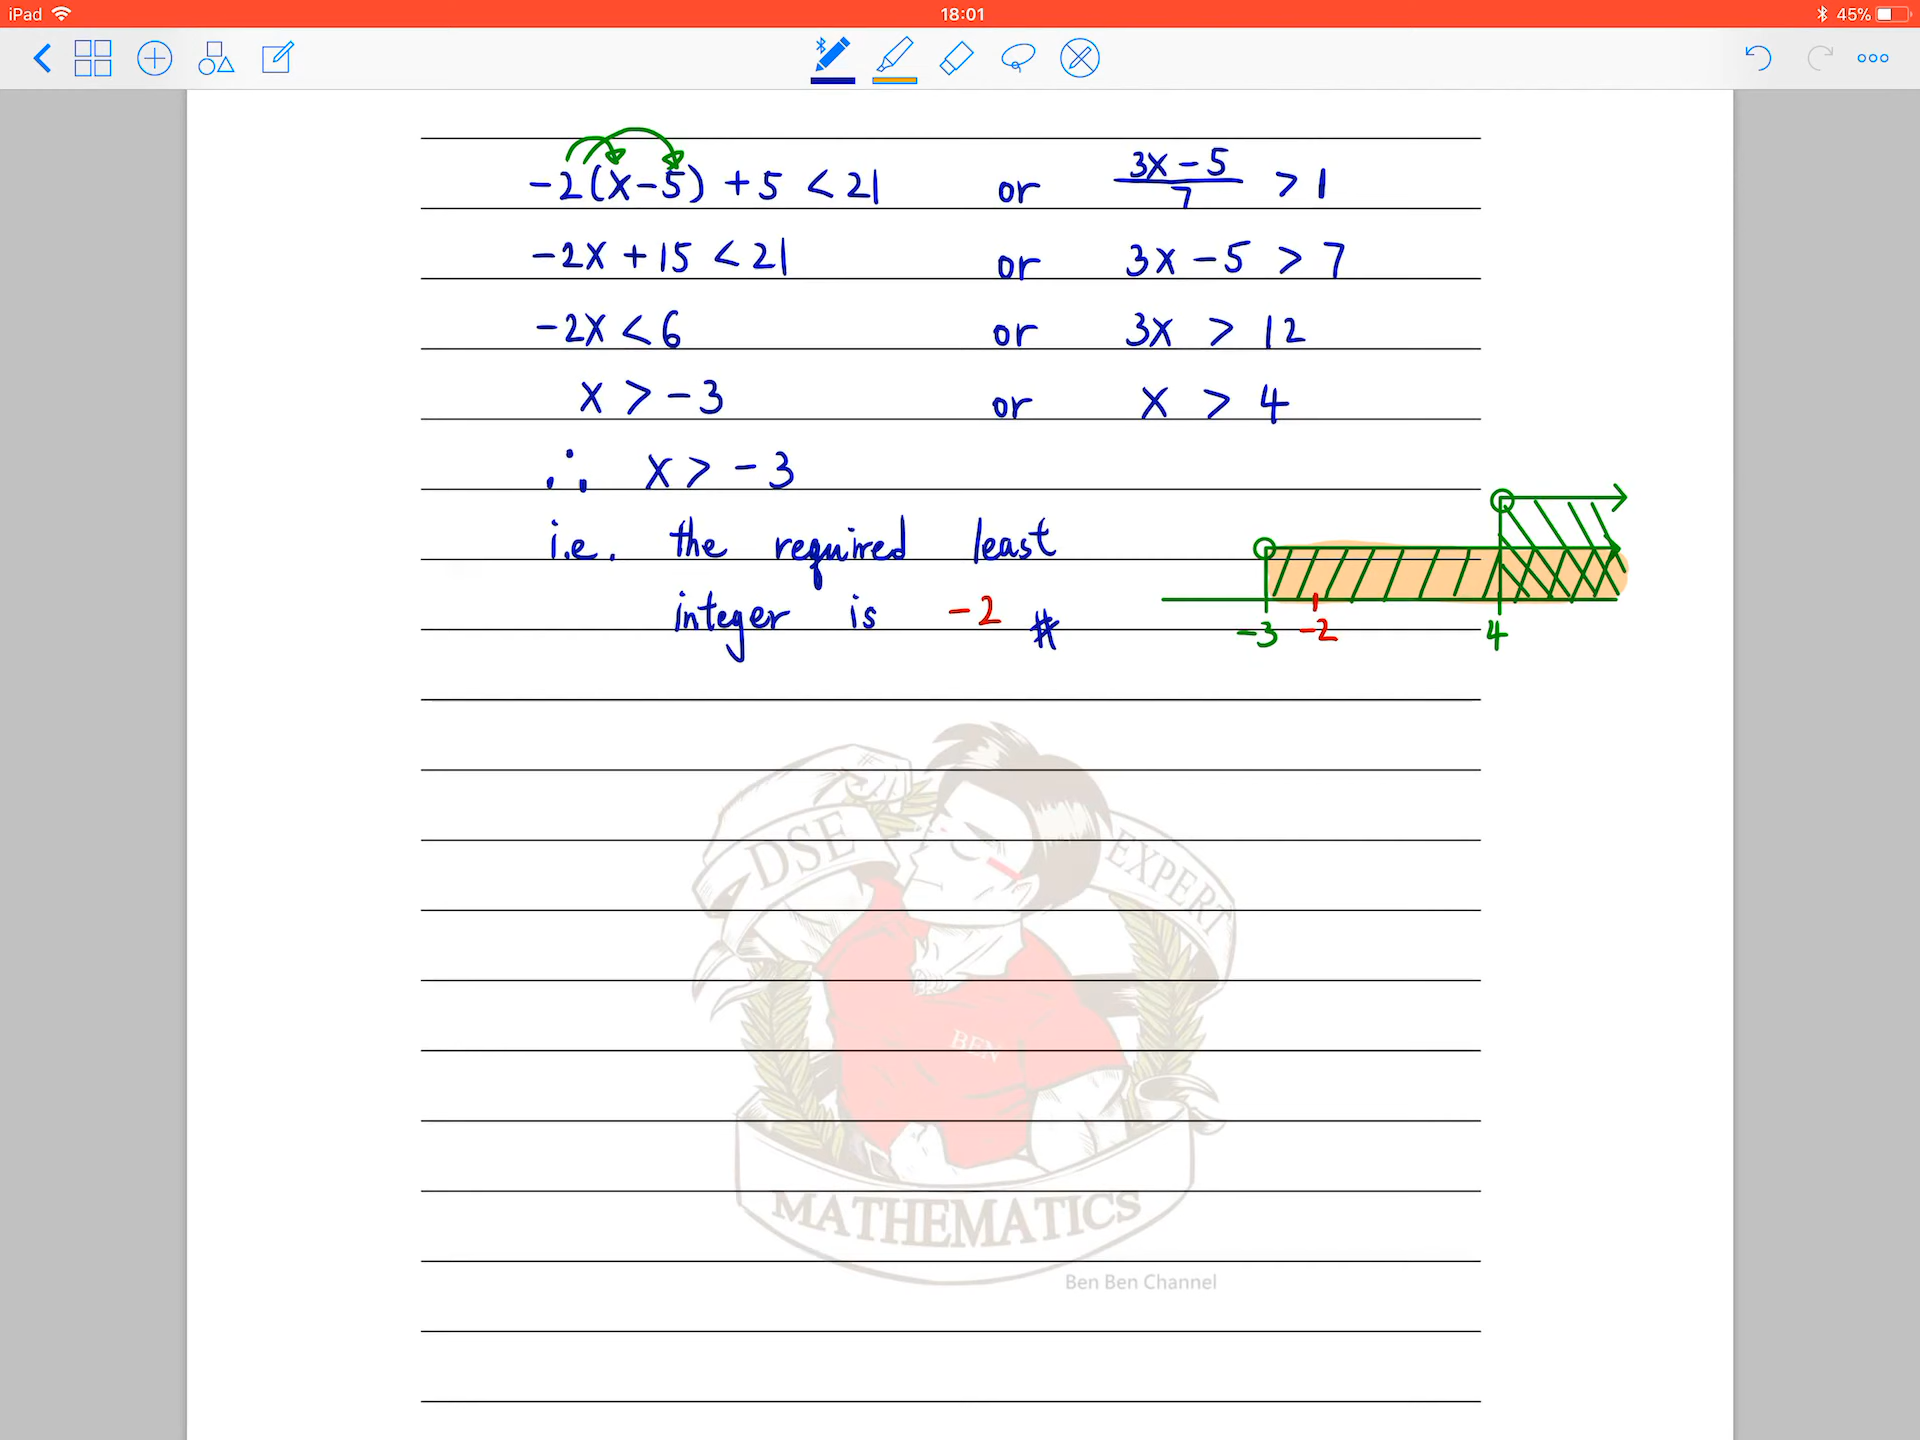 iPad 18:01 45%
-2(x-5) +5 < 21 or 3x-5/7 > 1
-2x +15 < 21 or 3x -5 > 7
-2x < 6 or 3x > 12
x > -3 or x > 4
∴ x > -3
i.e. the required least
integer is -2 #
-3 -2 4
DSE EXPERT
BEN
MATHEMATICS
Ben Ben Channel